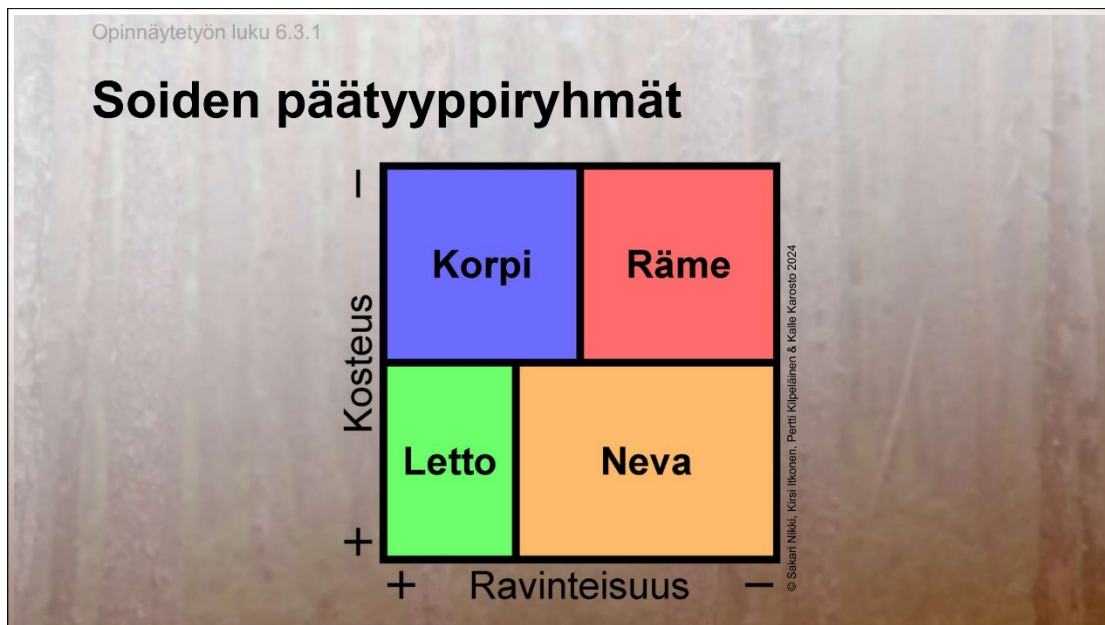 Opinnäytetyön luku 6.3.1
Soiden päätyyppiryhmät
−
Korpi
Räme
Kosteus
Letto
Neva
+
+
Ravinteisuus
−
© Sakari Nikki, Kirsi Itkonen, Pertti Kilpeläinen & Kalle Karosto 2024